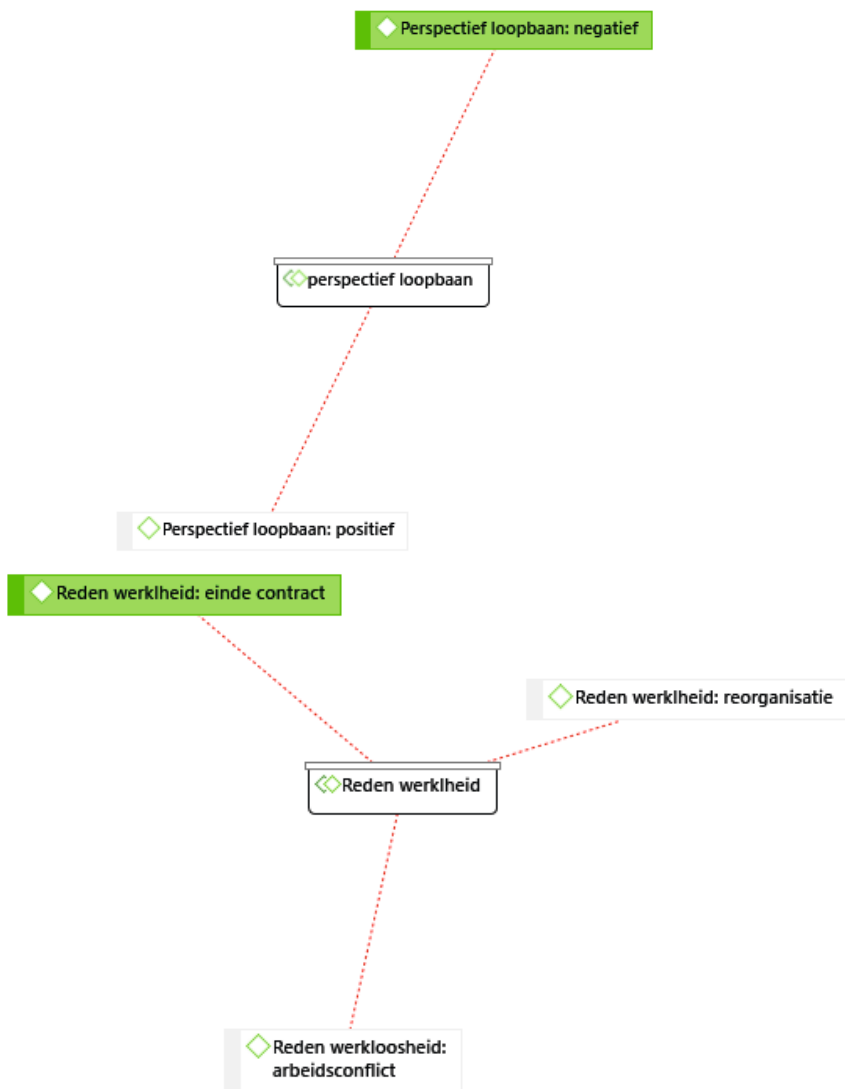 Perspectief loopbaan: negatief
perspectief loopbaan
Perspectief loopbaan: positief
Reden werklheid: einde contract
Reden werklheid: reorganisatie
Reden werklheid
Reden werkloosheid:
arbeidsconflict